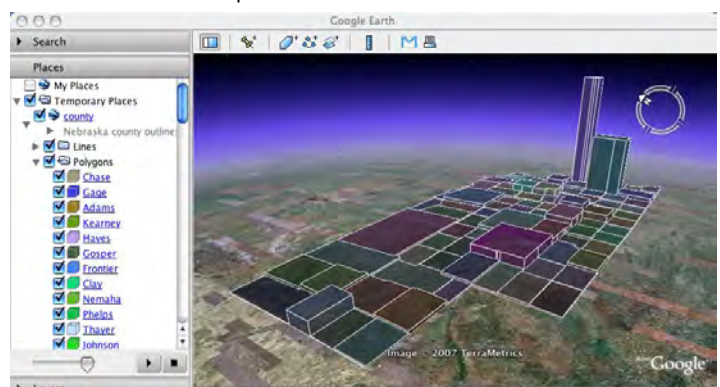 Google Earth
Search
Places
My Places
Temporary Places
county
Nebraska county outline
Lines
Polygons
Chase
Gage
Adams
Kearney
Hayes
Gosper
Frontier
Clay
Nemaha
Phelps
Thayer
Johnson
Image © 2007 TerraMetrics
Google